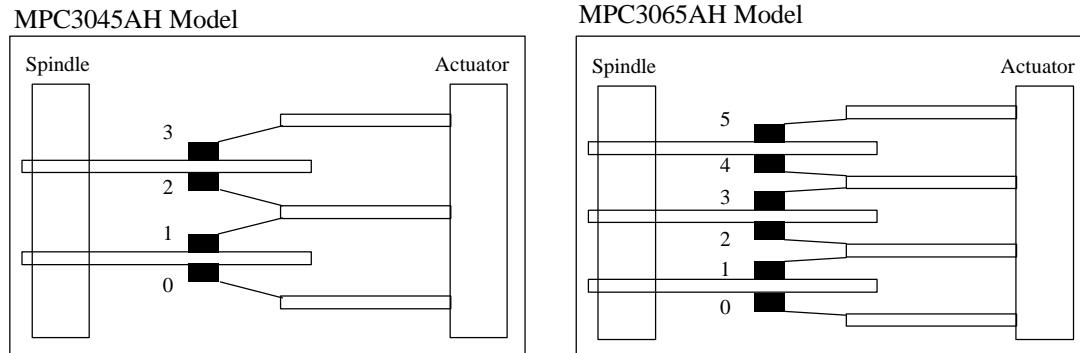 MPC3045AH Model
Spindle
Actuator
3
2
1
0
MPC3065AH Model
Spindle
Actuator
5
4
3
2
1
0